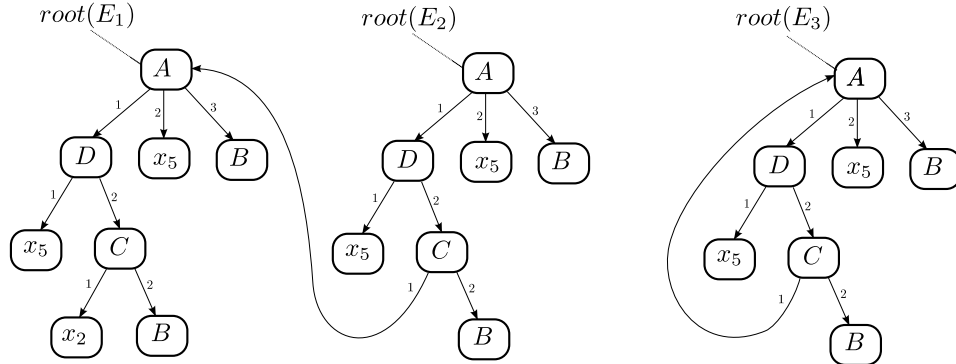 root(E₁) root(E₂) root(E₃)
A A A
1 2 3 1 2 3 1 2 3
D x₅ B D x₅ B D x₅ B
1 2 1 2 1 2
x₅ C x₅ C x₅ C
1 2 1 2 1 2
x₂ B B B